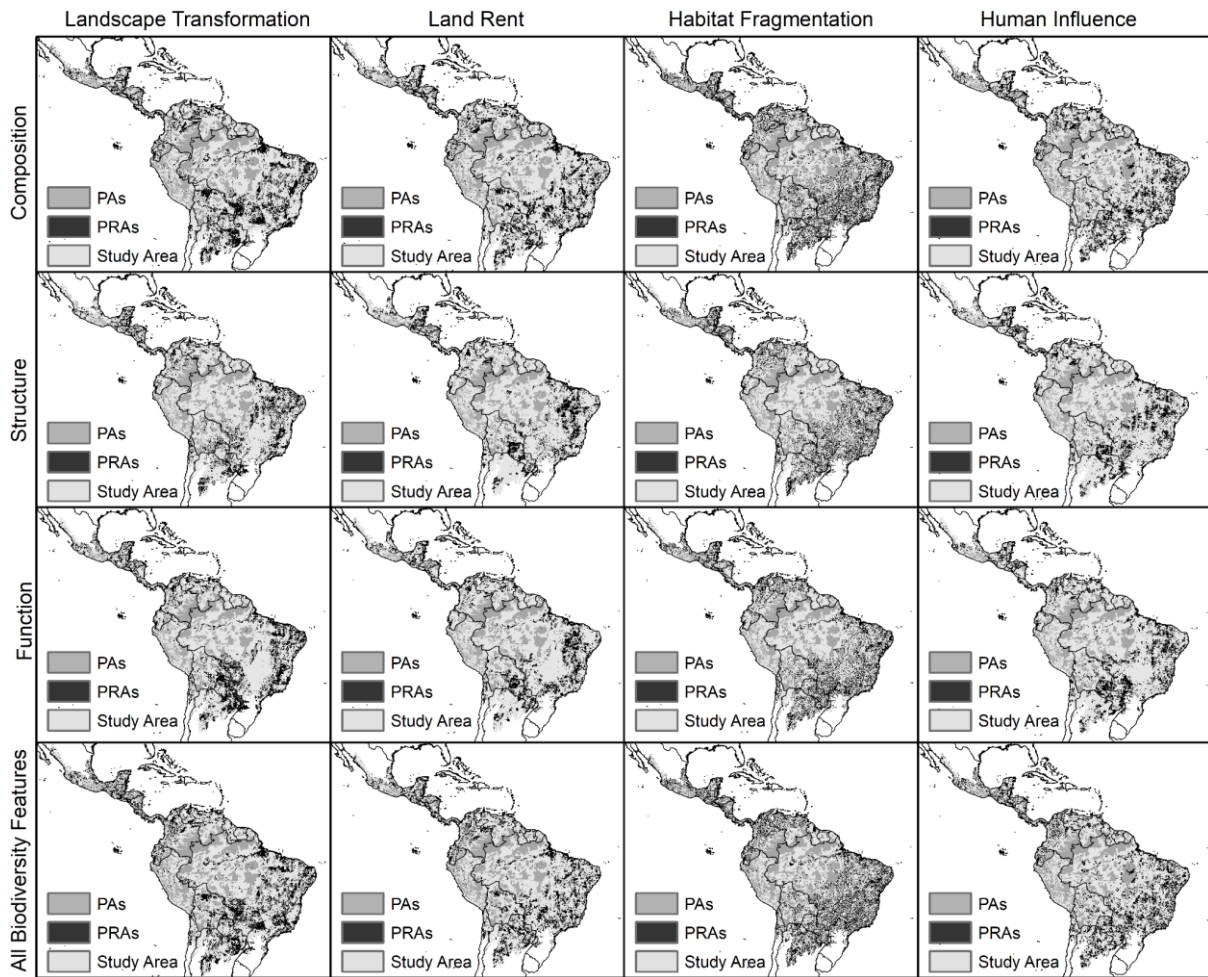 Landscape Transformation Land Rent Habitat Fragmentation Human Influence
Composition
PAs PAs PAs PAs
PRAs PRAs PRAs PRAs
Study Area Study Area Study Area Study Area
Structure
PAs PAs PAs PAs
PRAs PRAs PRAs PRAs
Study Area Study Area Study Area Study Area
Function
PAs PAs PAs PAs
PRAs PRAs PRAs PRAs
Study Area Study Area Study Area Study Area
All Biodiversity Features
PAs PAs PAs PAs
PRAs PRAs PRAs PRAs
Study Area Study Area Study Area Study Area